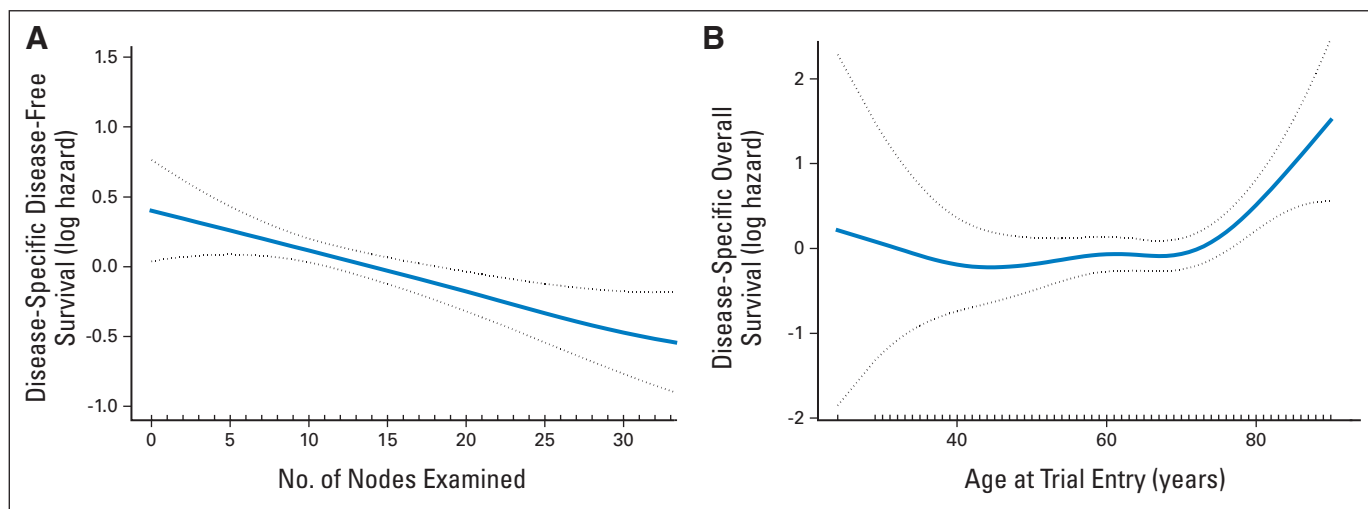 A
Disease-Specific Disease-Free
Survival (log hazard)
1.5
1.0
0.5
0.0
-0.5
-1.0
0 5 10 15 20 25 30
No. of Nodes Examined
B
Disease-Specific Overall
Survival (log hazard)
2
1
0
-1
-2
40 60 80
Age at Trial Entry (years)